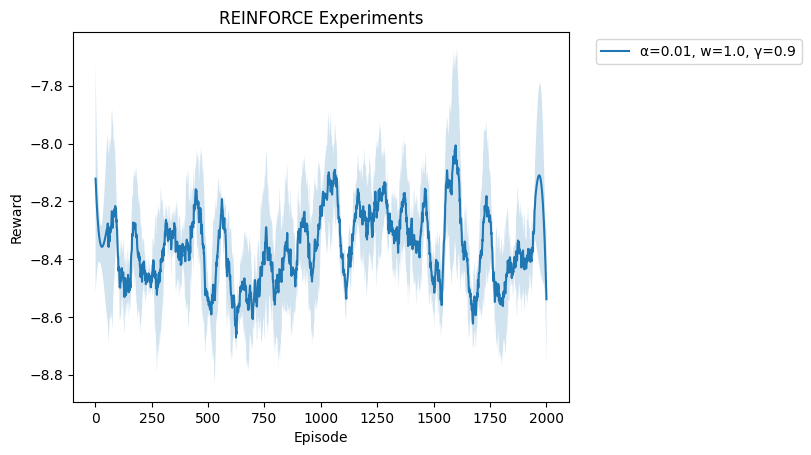 REINFORCE Experiments
α=0.01, w=1.0, γ=0.9
Reward
−7.8
−8.0
−8.2
−8.4
−8.6
−8.8
0 250 500 750 1000 1250 1500 1750 2000
Episode